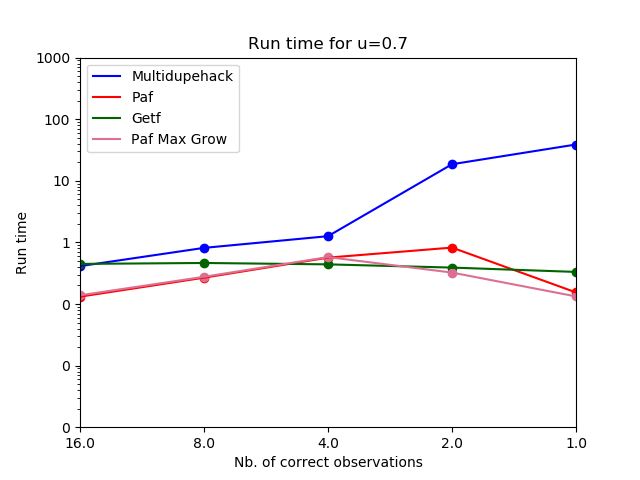 Run time for u=0.7
1000
100
10
1
0
0
0
Run time
Multidupehack
Paf
Getf
Paf Max Grow
16.0
8.0
4.0
2.0
1.0
Nb. of correct observations